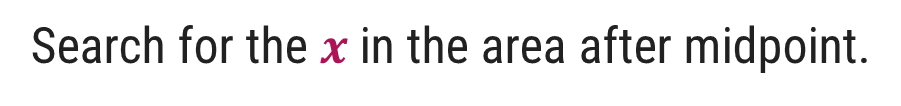 Search for the x in the area after midpoint.